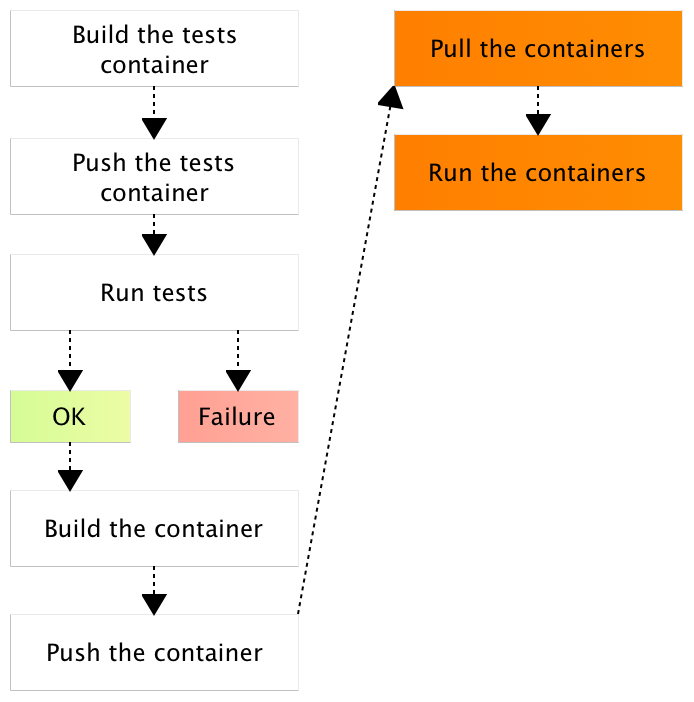 Build the tests
container
Push the tests
container
Run tests
OK
Failure
Build the container
Push the container
Pull the containers
Run the containers